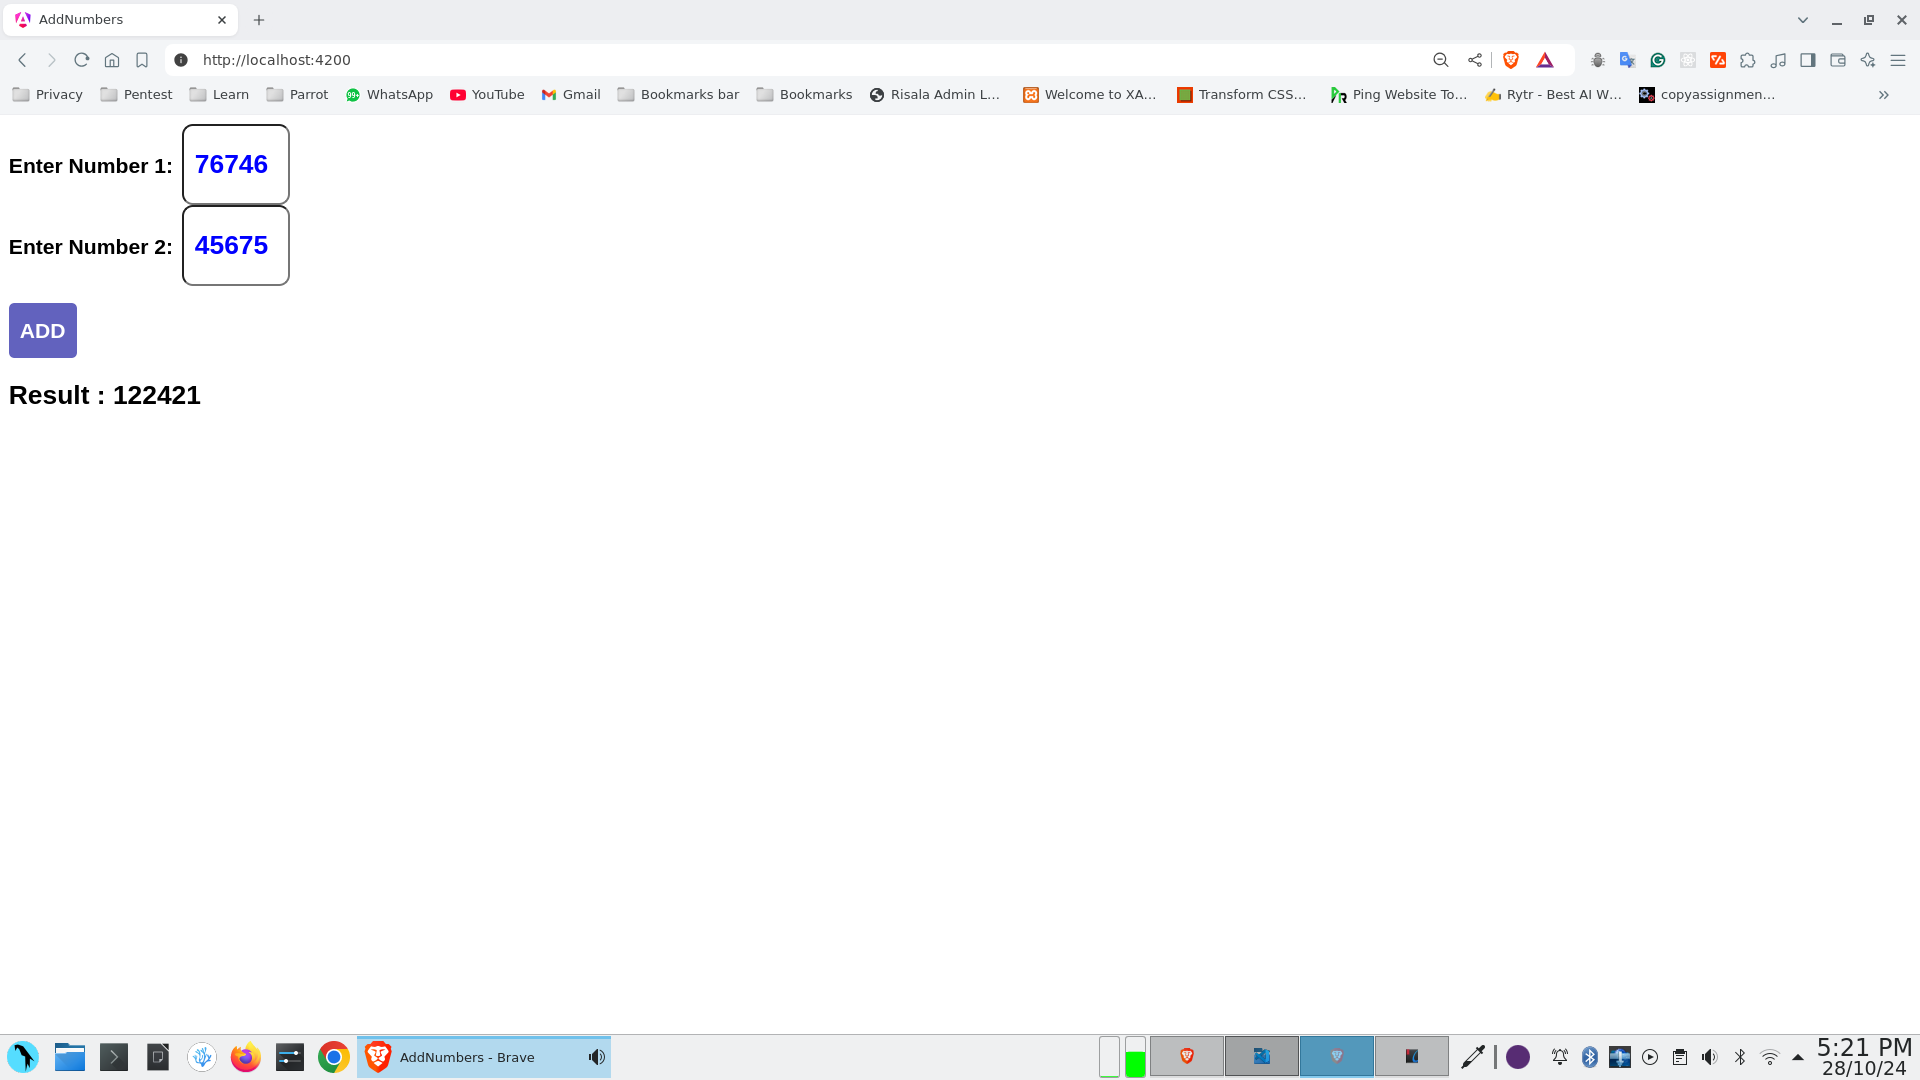 AddNumbers
http://localhost:4200
Privacy Pentest Learn Parrot WhatsApp YouTube Gmail Bookmarks bar Bookmarks Risala Admin L... Welcome to XA... Transform CSS... Ping Website To... Rytr - Best AI W... copyassignmen...
Enter Number 1: 76746
Enter Number 2: 45675
ADD
Result : 122421
AddNumbers - Brave
5:21 PM
28/10/24